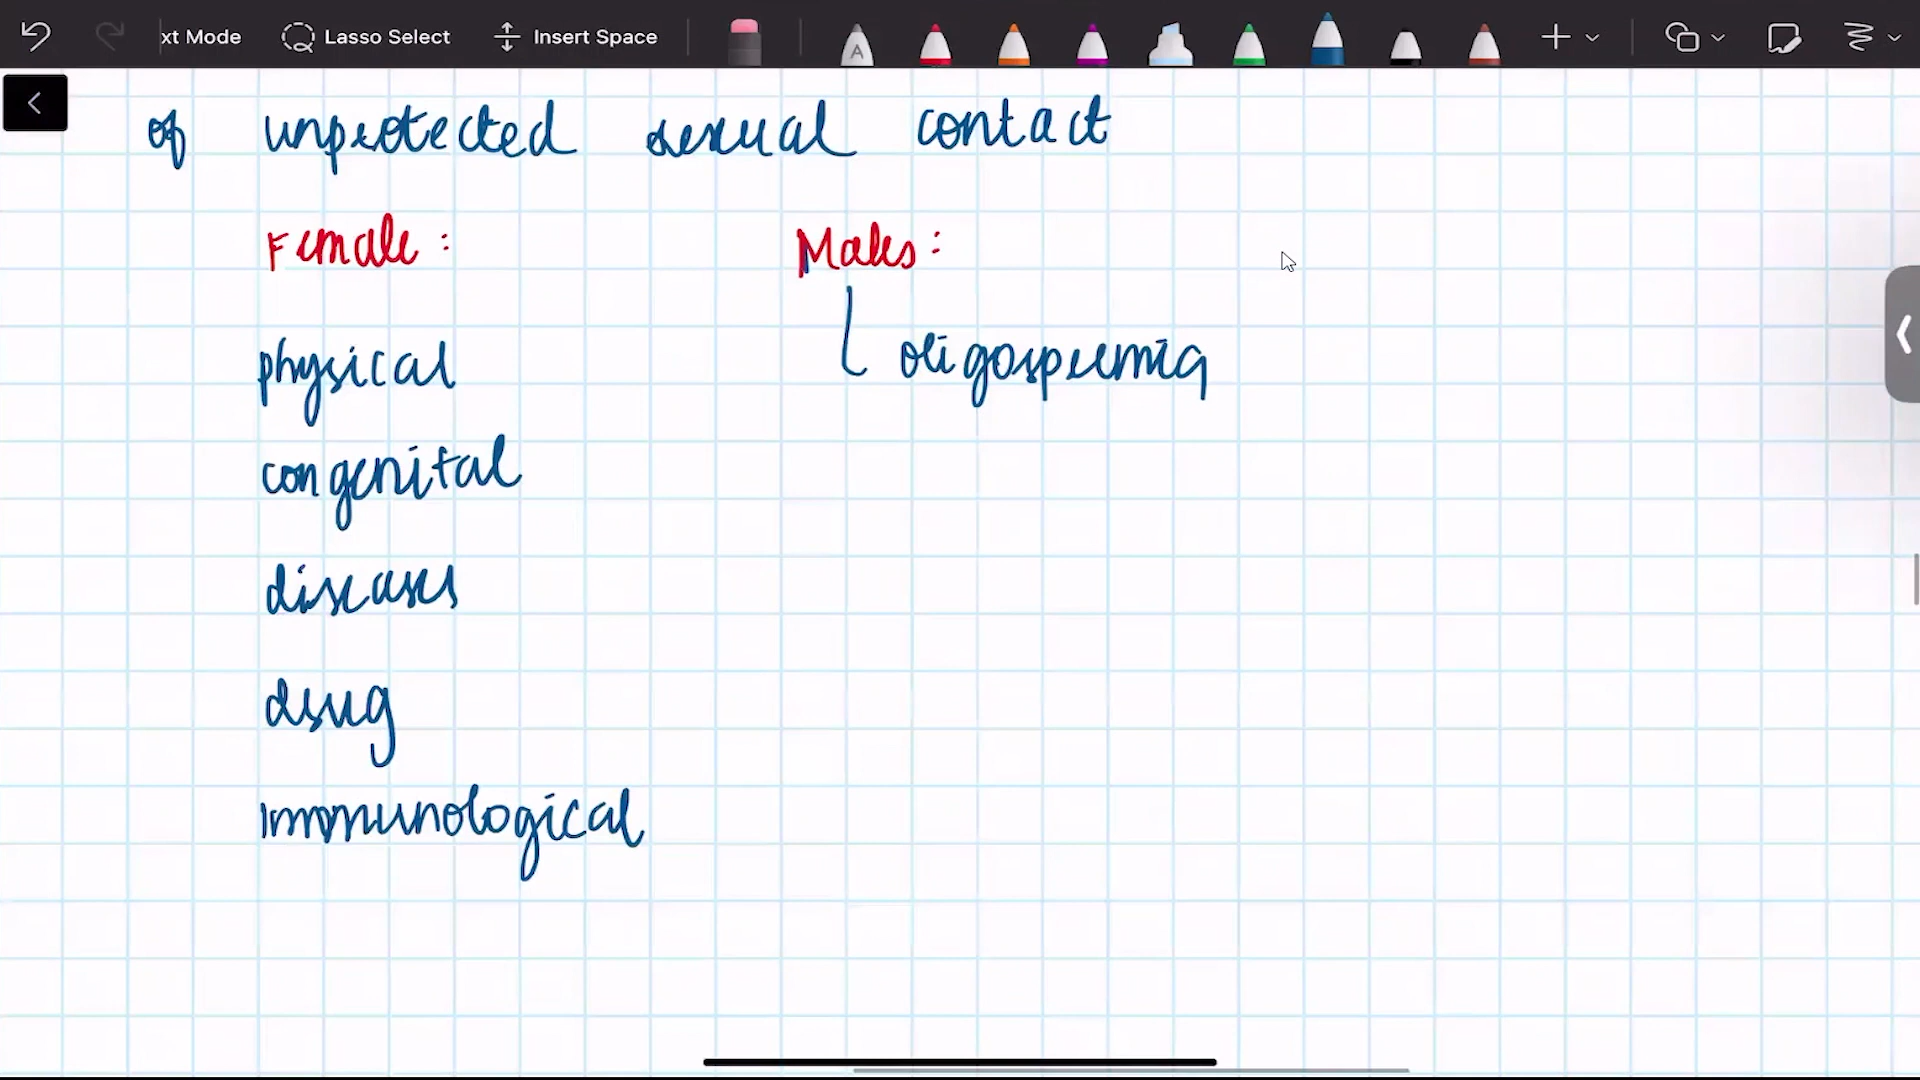 xt Mode Lasso Select Insert Space
A
of unprotected sexual contact
Female : Males :
physical oligospermia
congenital
diseases
drug
immunological